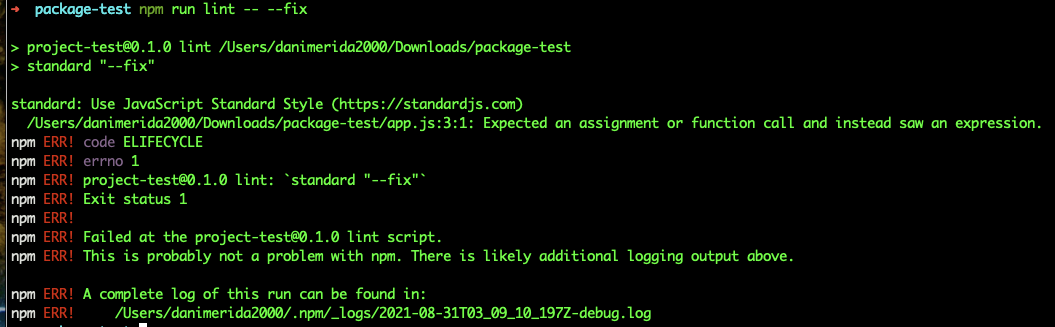 ➜ package-test npm run lint -- --fix
> project-test@0.1.0 lint /Users/danimerida2000/Downloads/package-test
> standard "--fix"
standard: Use JavaScript Standard Style (https://standardjs.com)
/Users/danimerida2000/Downloads/package-test/app.js:3:1: Expected an assignment or function call and instead saw an expression.
npm ERR! code ELIFECYCLE
npm ERR! errno 1
npm ERR! project-test@0.1.0 lint: `standard "--fix"`
npm ERR! Exit status 1
npm ERR!
npm ERR! Failed at the project-test@0.1.0 lint script.
npm ERR! This is probably not a problem with npm. There is likely additional logging output above.
npm ERR! A complete log of this run can be found in:
npm ERR! /Users/danimerida2000/.npm/_logs/2021-08-31T03_09_10_197Z-debug.log